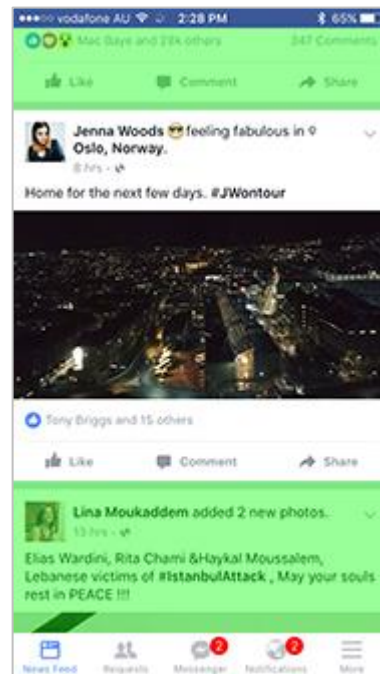 vodafone AU 2:28 PM 65%
Mac Baye and 28k others 347 Comments
Like Comment Share
Jenna Woods 😎 feeling fabulous in
Oslo, Norway.
8 hrs
Home for the next few days. #JWontour
Tony Briggs and 15 others
Like Comment Share
Lina Moukaddem added 2 new photos.
13 hrs
Elias Wardini, Rita Chami &Haykal Moussalem,
Lebanese victims of #IstanbulAttack , May your souls
rest in PEACE !!!
2 2
News Feed Requests Messenger Notifications More